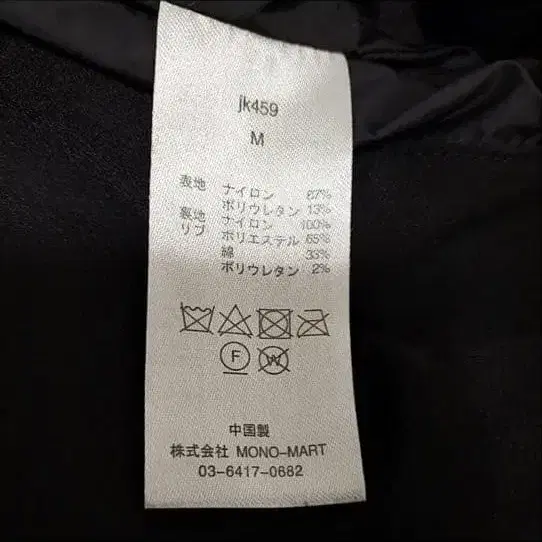 jk459
M
表地 ナイロン 87%
ポリウレタン 13%
裏地 ナイロン 100%
リブ ポリエステル 65%
綿 33%
ポリウレタン 2%
F W
中国製
株式会社 MONO-MART
03-6417-0682